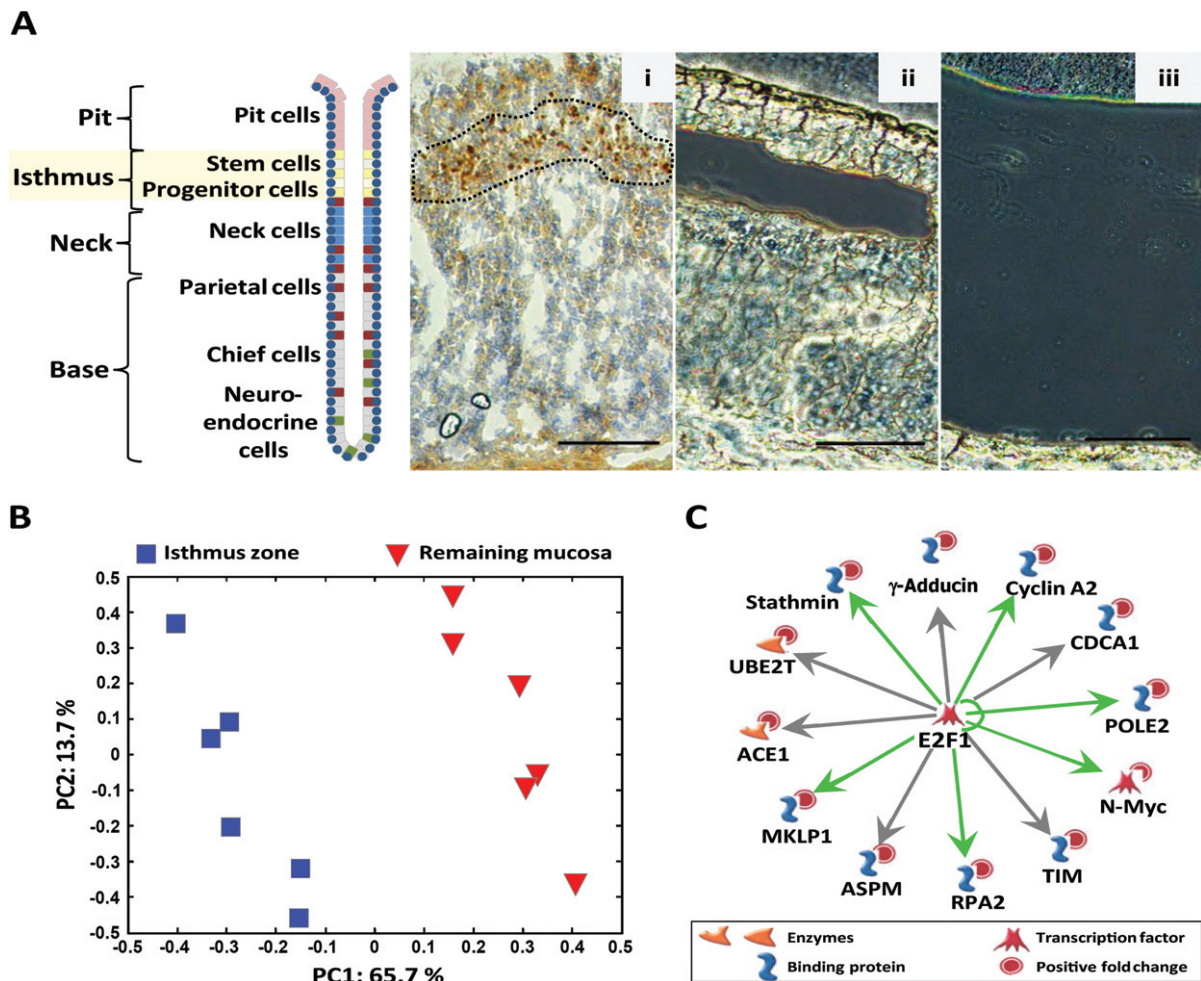 A
i
ii
iii
Pit
Pit cells
Isthmus
Stem cells
Progenitor cells
Neck
Neck cells
Parietal cells
Base
Chief cells
Neuro-
endocrine
cells
B
Isthmus zone
Remaining mucosa
PC2: 13.7 %
0.5
0.4
0.3
0.2
0.1
0
-0.1
-0.2
-0.3
-0.4
-0.5
-0.5 -0.4 -0.3 -0.2 -0.1 0 0.1 0.2 0.3 0.4 0.5
PC1: 65.7 %
C
γ-Adducin
Stathmin
Cyclin A2
UBE2T
CDCA1
ACE1
E2F1
POLE2
MKLP1
N-Myc
ASPM
RPA2
TIM
Enzymes
Transcription factor
Binding protein
Positive fold change